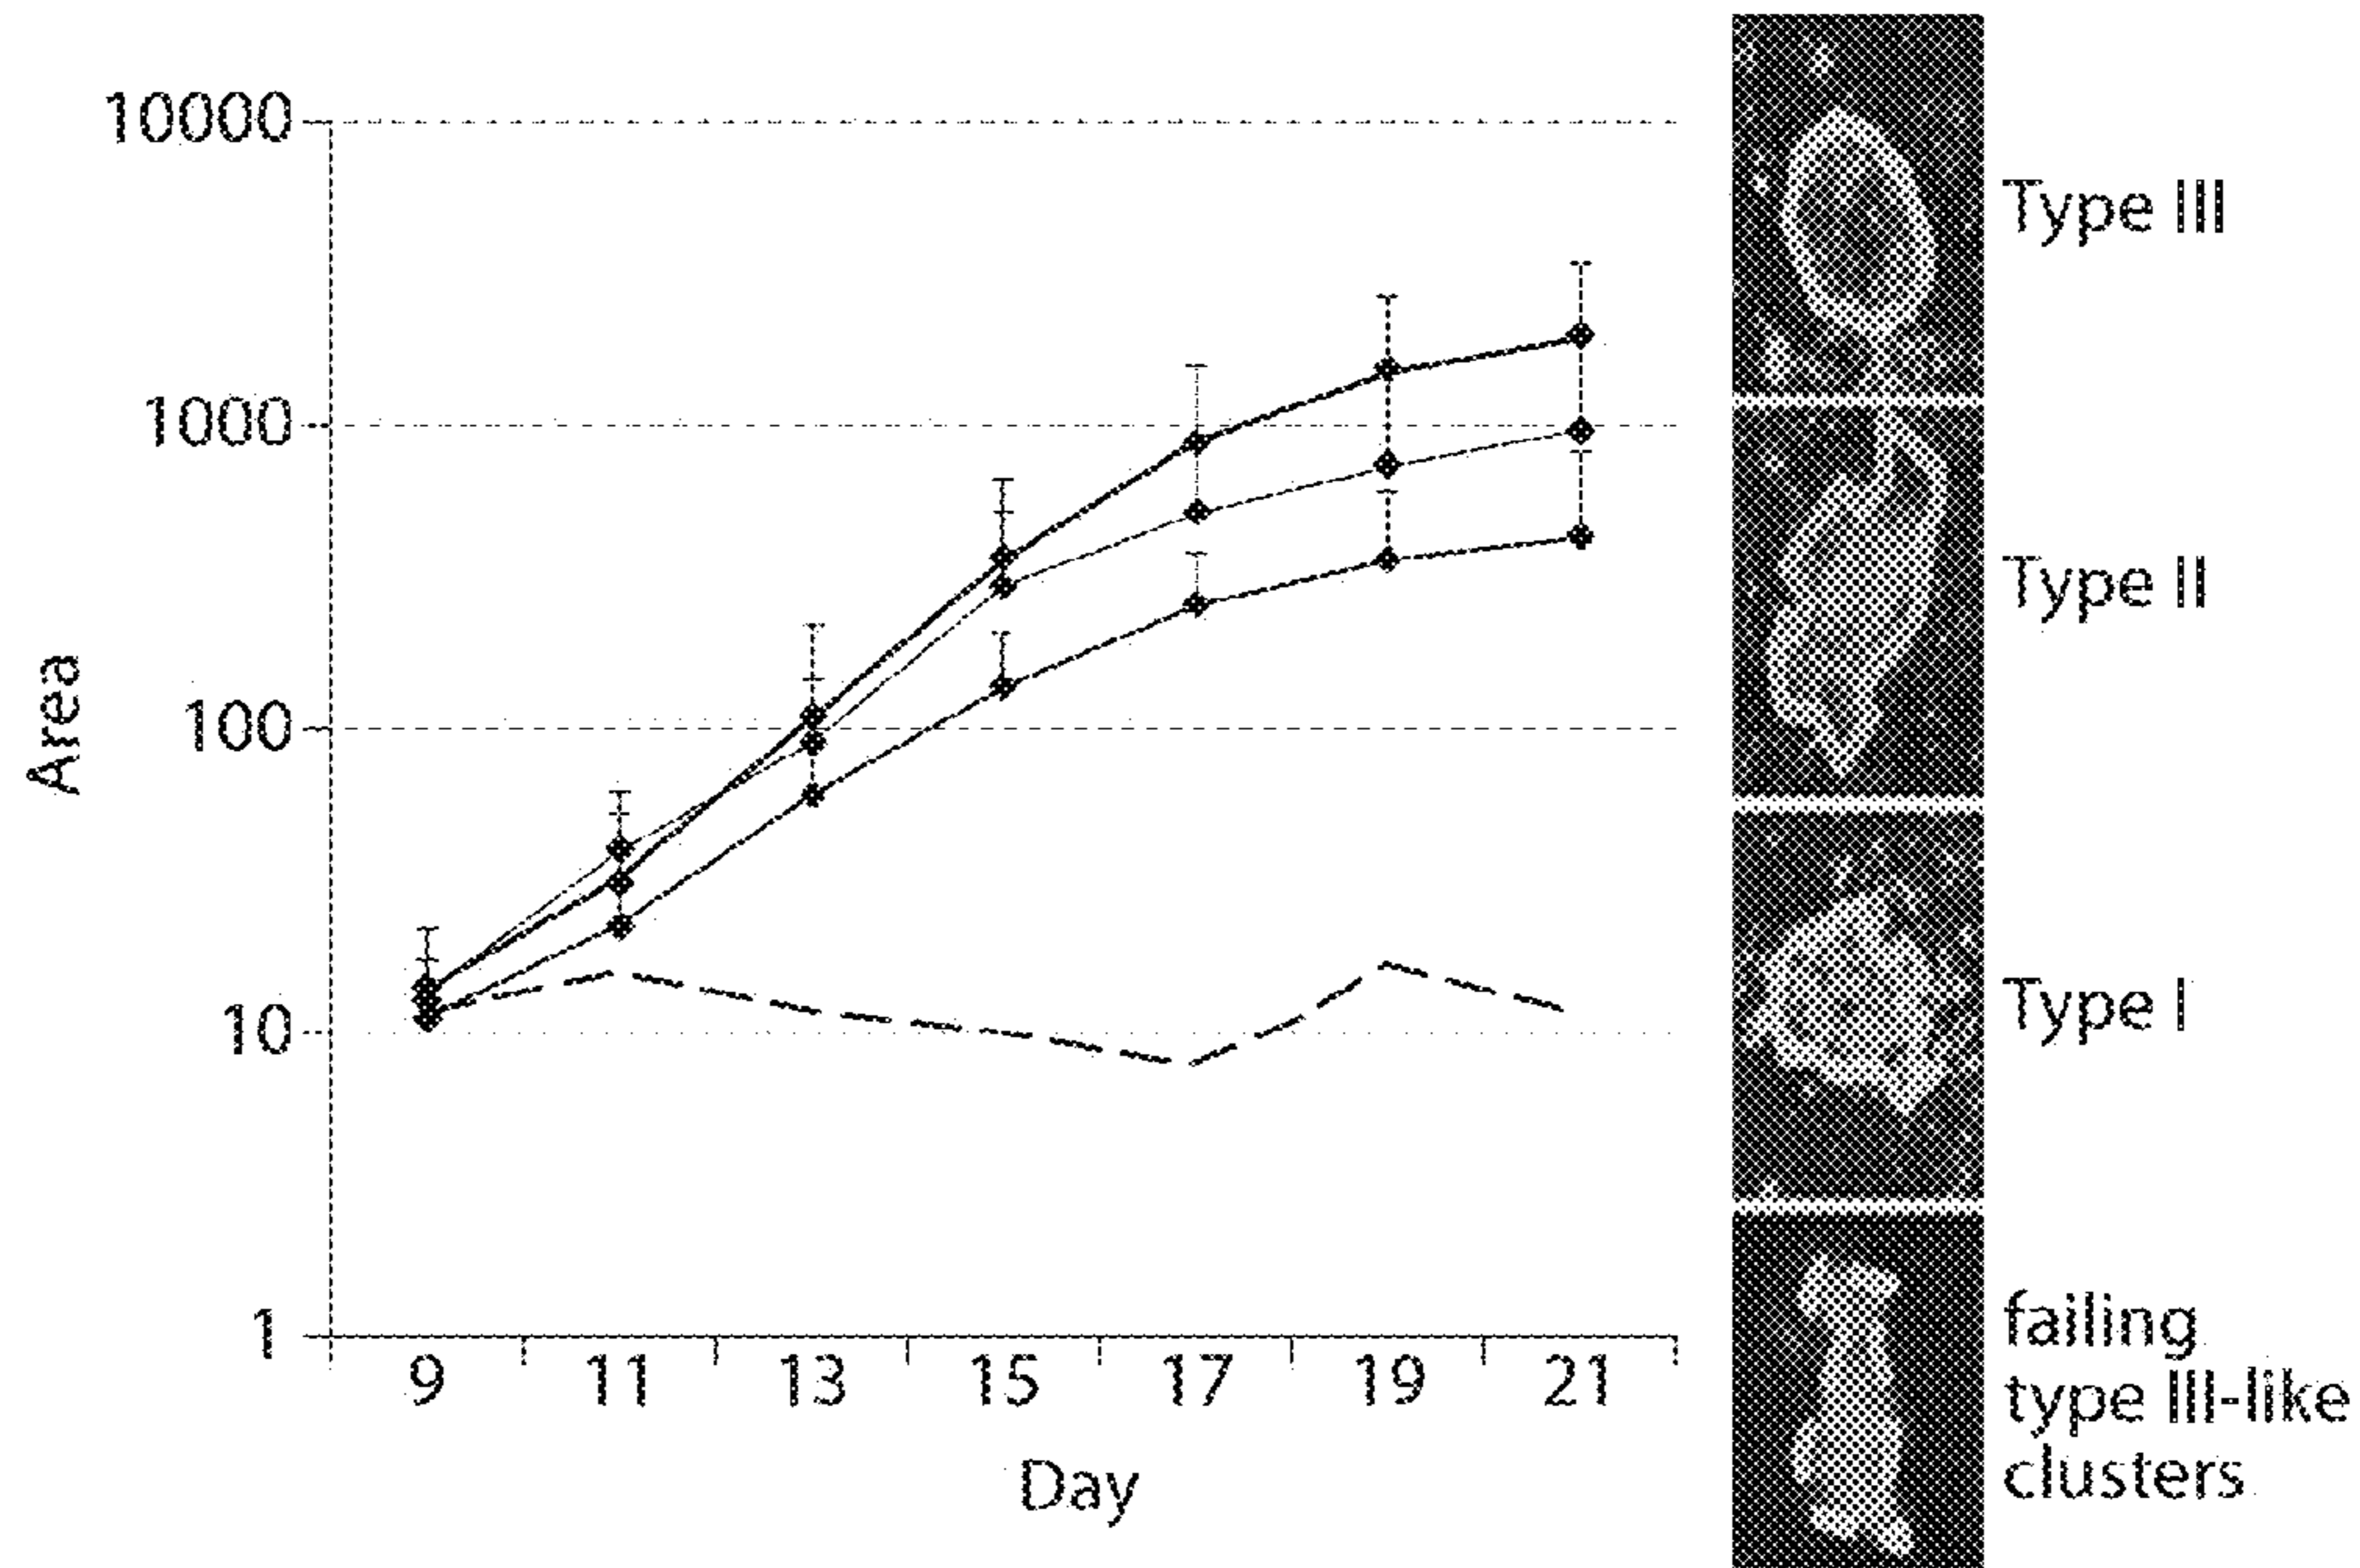 10000
1000
100
10
1
Area
9 11 13 15 17 19 21
Day
Type III
Type II
Type I
failing
type III-like
clusters